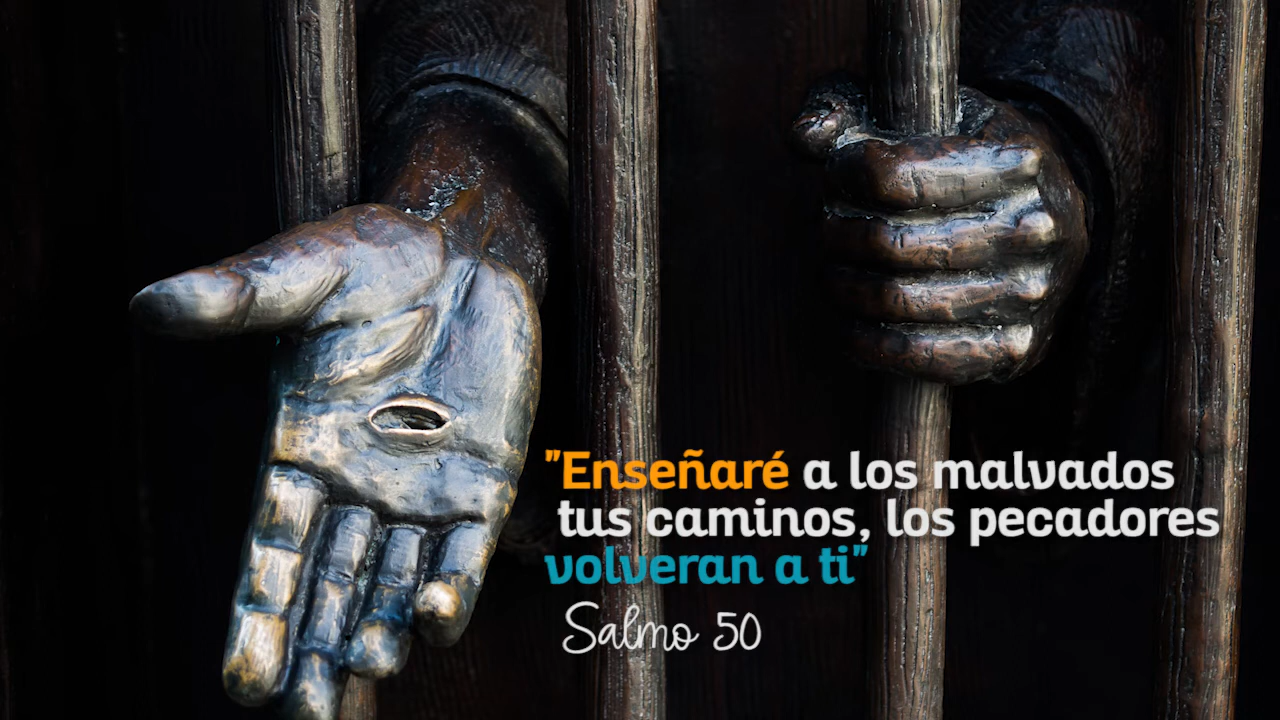 "Enseñaré a los malvados
tus caminos, los pecadores
volveran a ti"
Salmo 50